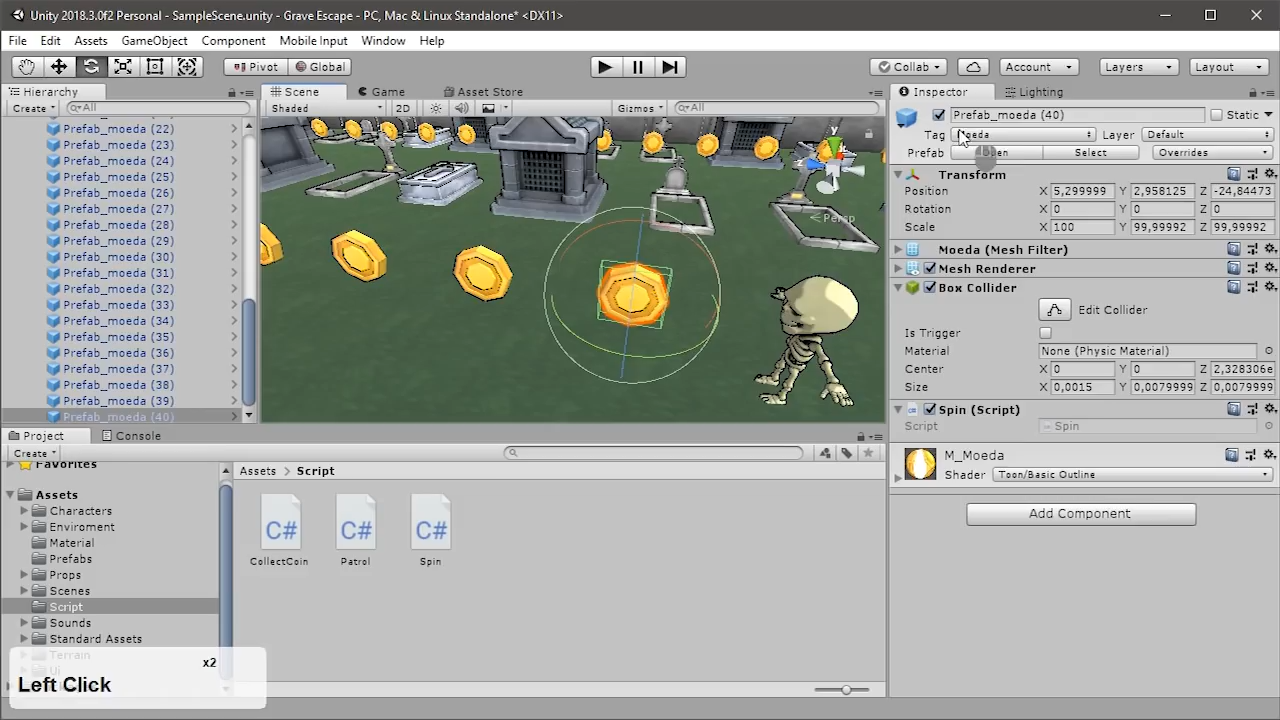 Unity 2018.3.0f2 Personal - SampleScene.unity - Grave Escape - PC, Mac & Linux Standalone* <DX11>
File Edit Assets GameObject Component Mobile Input Window Help
Pivot Global Collab Account Layers Layout
Hierarchy Scene Game Asset Store Inspector Lighting
Create All Shaded 2D Gizmos All
Prefab_moeda (40) Static
Tag Moeda Layer Default
Prefab Select Overrides
Transform
Position X 5,299999 Y 2,958125 Z -24,84473
Rotation X 0 Y 0 Z 0
Scale X 100 Y 99,99992 Z 99,99992
Moeda (Mesh Filter)
Mesh Renderer
Box Collider
Edit Collider
Is Trigger
Material None (Physic Material)
Center X 0 Y 0 Z 2,328306e
Size X 0,0015 Y 0,0079999 Z 0,0079999
Spin (Script)
Script Spin
M_Moeda
Shader Toon/Basic Outline
Add Component
Prefab_moeda (22)
Prefab_moeda (23)
Prefab_moeda (24)
Prefab_moeda (25)
Prefab_moeda (26)
Prefab_moeda (27)
Prefab_moeda (28)
Prefab_moeda (29)
Prefab_moeda (30)
Prefab_moeda (31)
Prefab_moeda (32)
Prefab_moeda (33)
Prefab_moeda (34)
Prefab_moeda (35)
Prefab_moeda (36)
Prefab_moeda (37)
Prefab_moeda (38)
Prefab_moeda (39)
Prefab_moeda (40)
y
Persp
Project Console
Create
Favorites
Assets
Characters
Enviroment
Material
Prefabs
Props
Scenes
Script
Sounds
Standard Assets
Terrain
Assets Script
C# C# C#
CollectCoin Patrol Spin
x2
Left Click